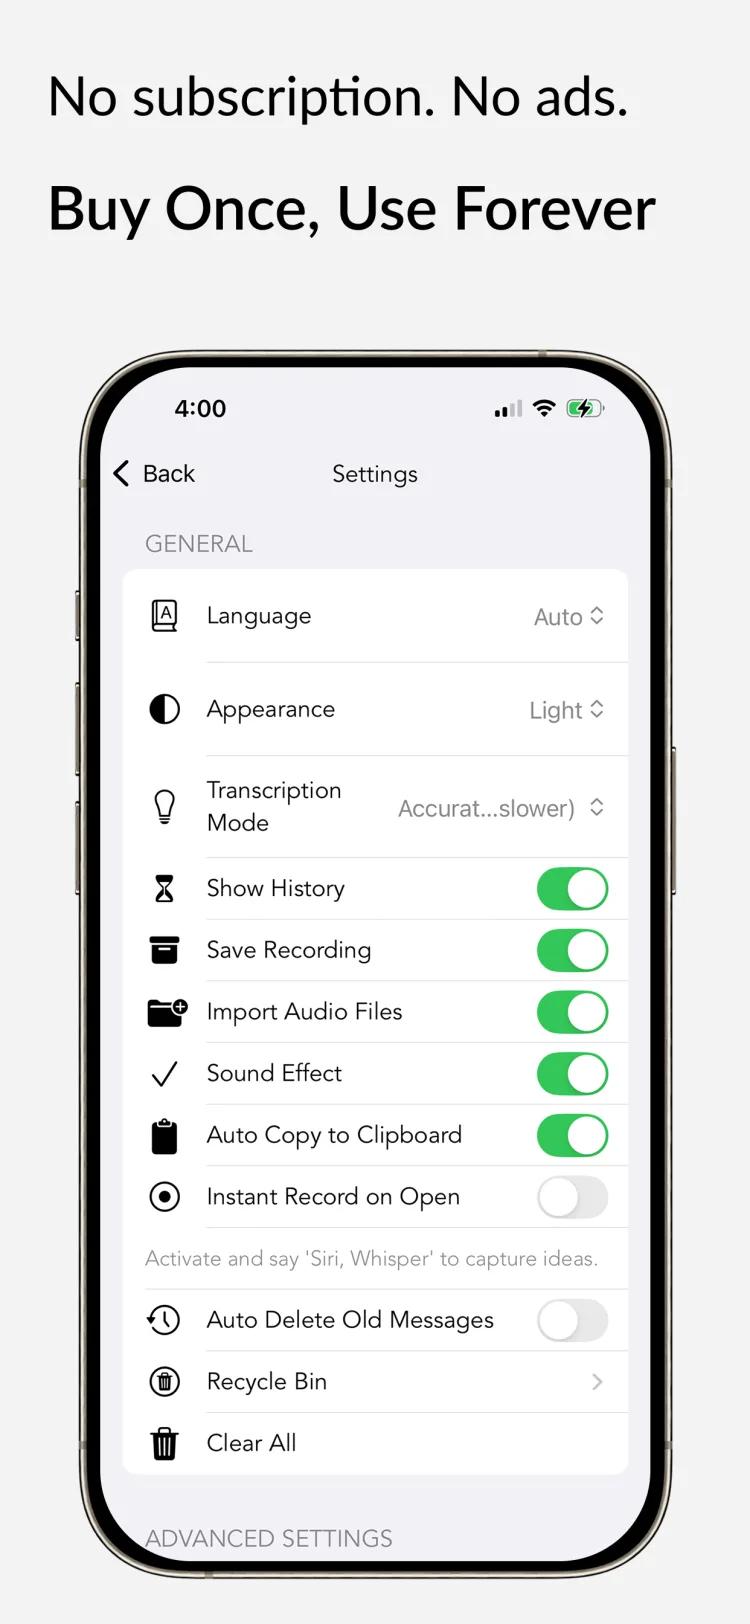 No subscription. No ads.
Buy Once, Use Forever
4:00
Back
Settings
GENERAL
A
Language
Auto
Appearance
Light
Transcription
Mode
Accurat...slower)
Show History
Save Recording
Import Audio Files
Sound Effect
Auto Copy to Clipboard
Instant Record on Open
Activate and say 'Siri, Whisper' to capture ideas.
Auto Delete Old Messages
Recycle Bin
Clear All
ADVANCED SETTINGS